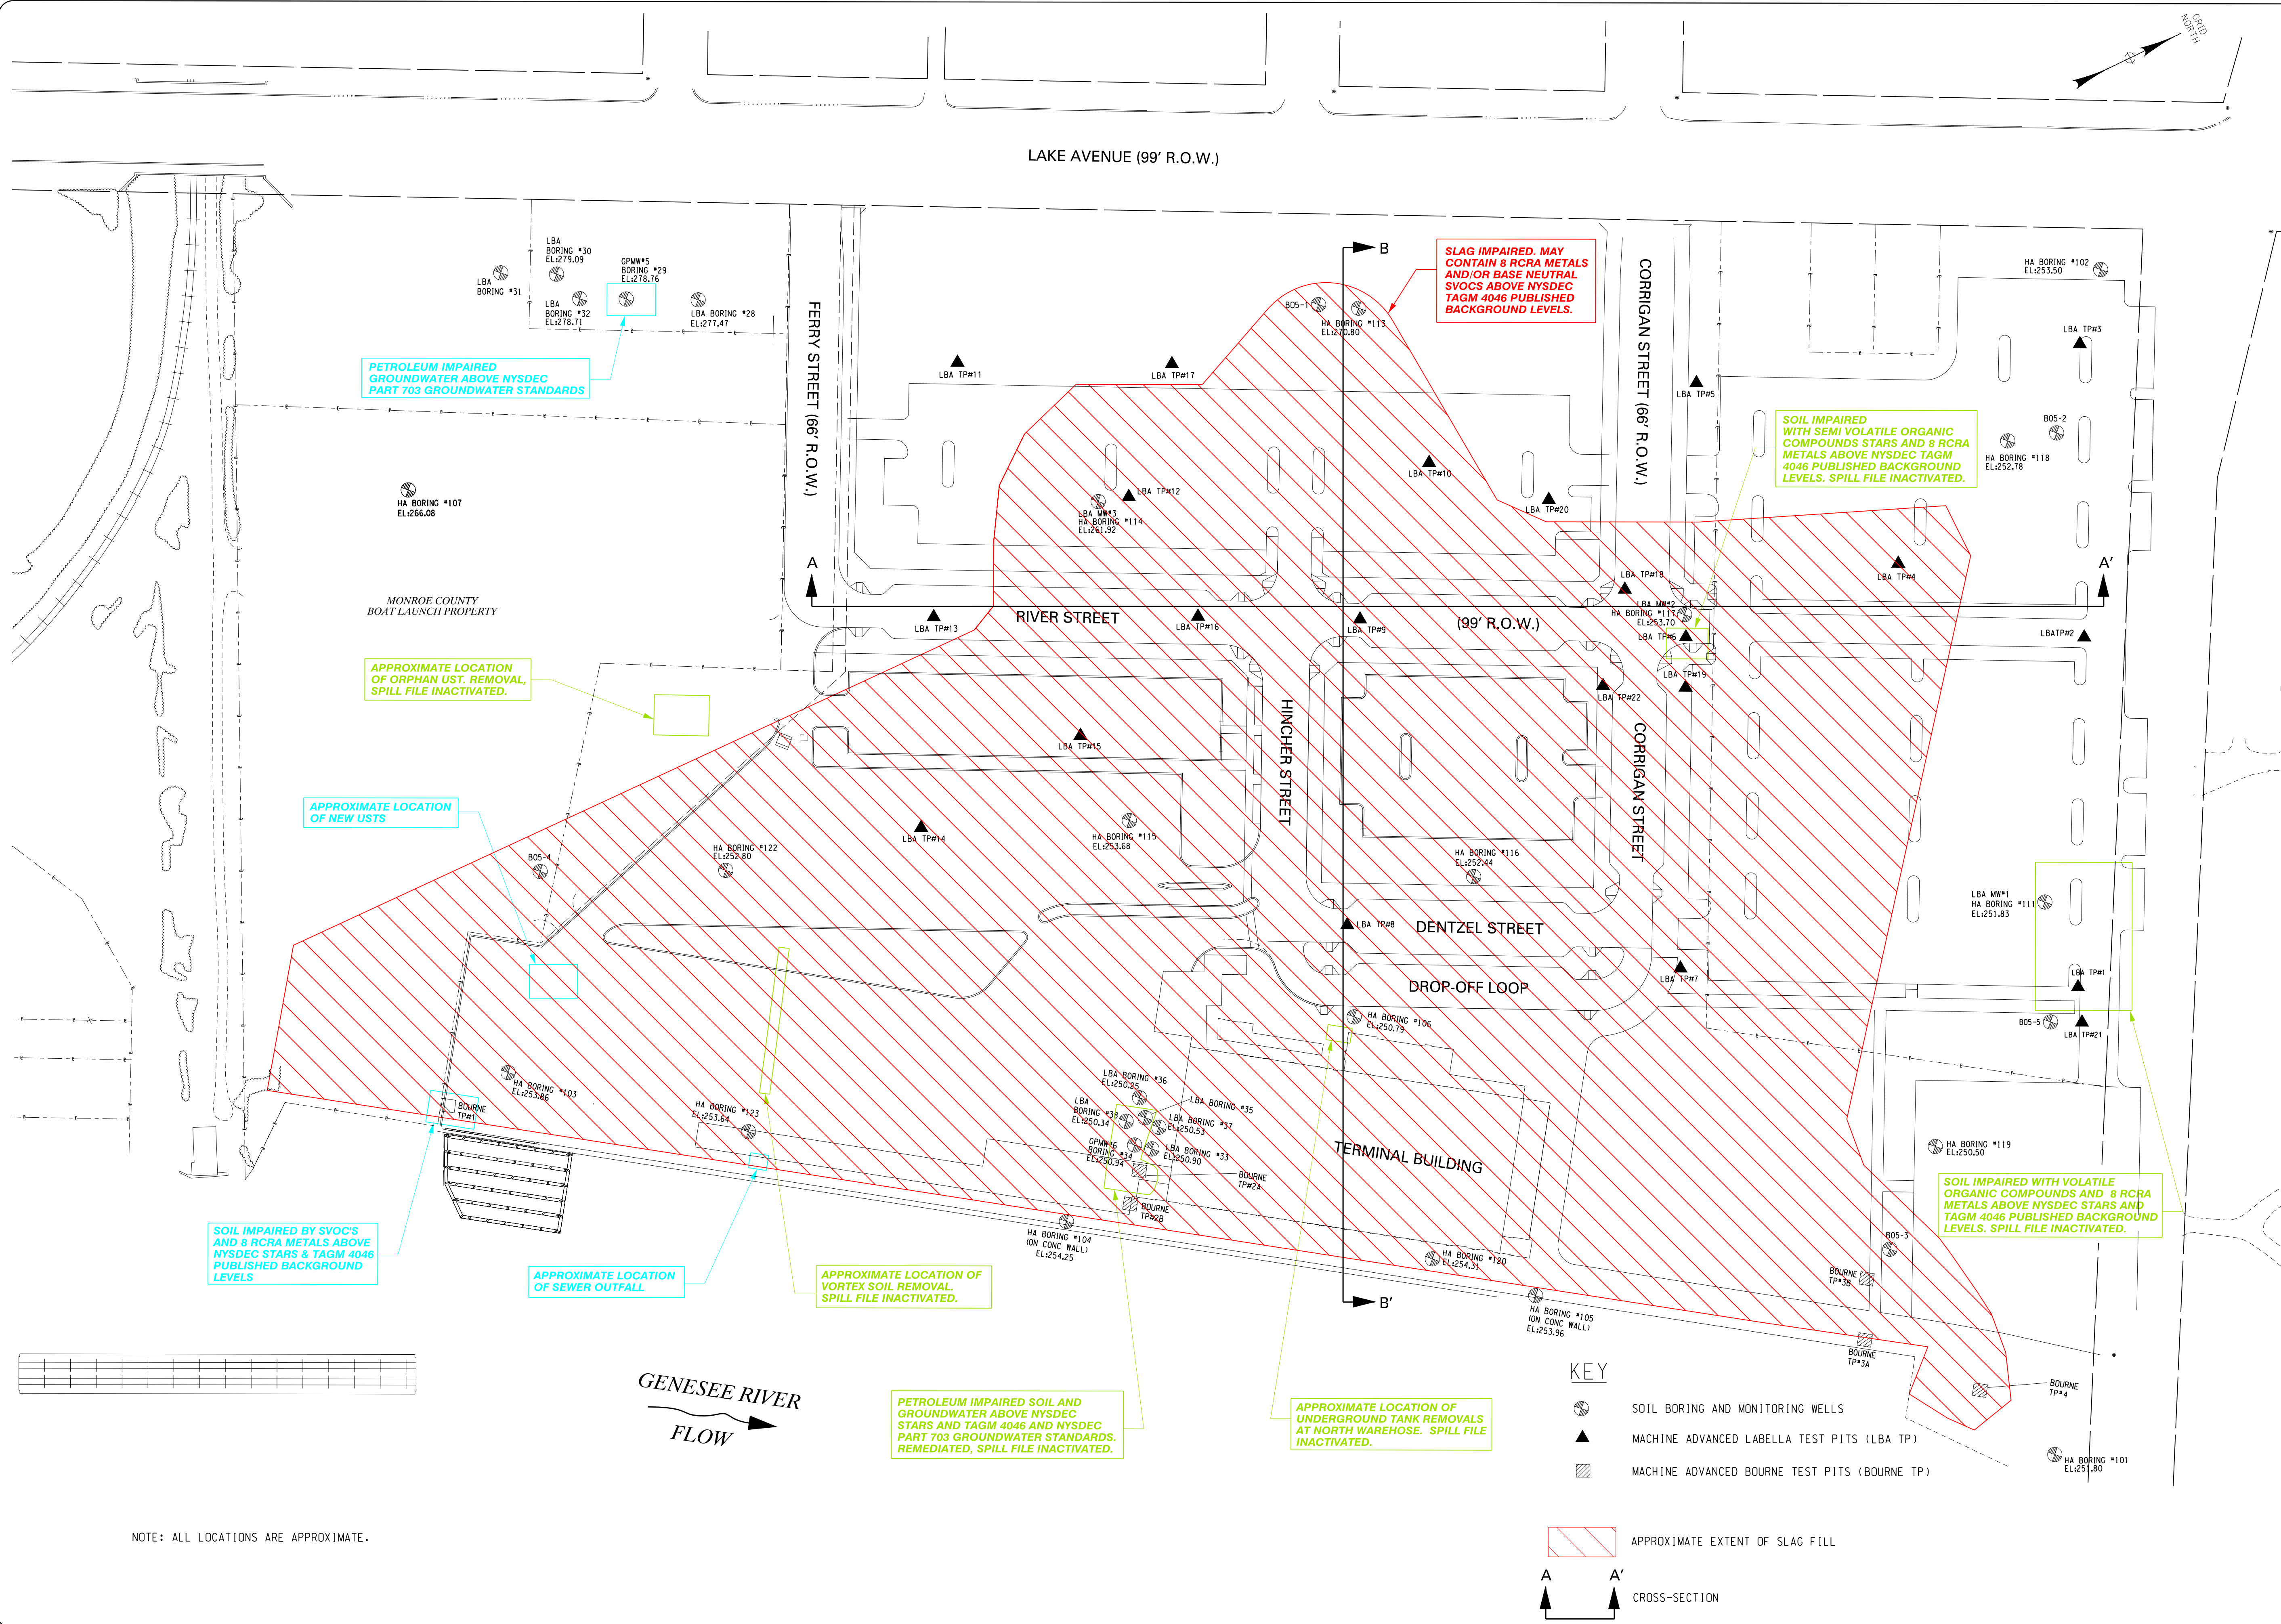 GRID
NORTH
LAKE AVENUE (99' R.O.W.)
LBA
BORING #30
EL:279.09
GPMW#5
BORING #29
EL:278.76
LBA
BORING #31
LBA
BORING #32
EL:278.71
LBA BORING #28
EL:277.47
PETROLEUM IMPAIRED
GROUNDWATER ABOVE NYSDEC
PART 703 GROUNDWATER STANDARDS
FERRY STREET (66' R.O.W.)
B
SLAG IMPAIRED. MAY
CONTAIN 8 RCRA METALS
AND/OR BASE NEUTRAL
SVOCS ABOVE NYSDEC
TAGM 4046 PUBLISHED
BACKGROUND LEVELS.
B05-1
HA BORING #113
EL:270.80
CORRIGAN STREET (66' R.O.W.)
HA BORING #102
EL:253.50
LBA TP#3
LBA TP#11
LBA TP#17
LBA TP#5
SOIL IMPAIRED
WITH SEMI VOLATILE ORGANIC
COMPOUNDS STARS AND 8 RCRA
METALS ABOVE NYSDEC TAGM
4046 PUBLISHED BACKGROUND
LEVELS. SPILL FILE INACTIVATED.
B05-2
HA BORING #118
EL:252.78
LBA TP#10
LBA TP#12
LBA TP#20
HA BORING #107
EL:266.08
LBA MW#3
HA BORING #114
EL:261.92
A
LBA TP#18
LBA TP#4
A'
MONROE COUNTY
BOAT LAUNCH PROPERTY
LBA TP#13
RIVER STREET
LBA TP#16
LBA TP#9
(99' R.O.W.)
LBA MW#2
HA BORING #117
EL:253.70
LBA TP#6
LBATP#2
APPROXIMATE LOCATION
OF ORPHAN UST. REMOVAL,
SPILL FILE INACTIVATED.
LBA TP#19
LBA TP#22
HINCHER STREET
CORRIGAN STREET
LBA TP#15
APPROXIMATE LOCATION
OF NEW USTS
LBA TP#14
HA BORING #115
EL:253.68
B05-4
HA BORING #122
EL:252.80
HA BORING #116
EL:252.44
LBA MW#1
HA BORING #111
EL:251.83
LBA TP#8
DENTZEL STREET
LBA TP#7
LBA TP#1
DROP-OFF LOOP
HA BORING #106
EL:250.79
B05-5
LBA TP#21
HA BORING #103
EL:253.86
BOURNE
TP#1
HA BORING #123
EL:253.64
LBA BORING #36
EL:250.25
LBA
BORING #38
EL:250.34
LBA BORING #35
LBA BORING #37
EL:250.53
GPMW#6
BORING #34
EL:250.94
LBA BORING #33
EL:250.90
BOURNE
TP#2A
BOURNE
TP#2B
TERMINAL BUILDING
HA BORING #119
EL:250.50
SOIL IMPAIRED WITH VOLATILE
ORGANIC COMPOUNDS AND 8 RCRA
METALS ABOVE NYSDEC STARS AND
TAGM 4046 PUBLISHED BACKGROUND
LEVELS. SPILL FILE INACTIVATED.
SOIL IMPAIRED BY SVOC'S
AND 8 RCRA METALS ABOVE
NYSDEC STARS & TAGM 4046
PUBLISHED BACKGROUND
LEVELS
APPROXIMATE LOCATION
OF SEWER OUTFALL
APPROXIMATE LOCATION OF
VORTEX SOIL REMOVAL.
SPILL FILE INACTIVATED.
HA BORING #104
(ON CONC WALL)
EL:254.25
HA BORING #120
EL:254.31
B'
HA BORING #105
(ON CONC WALL)
EL:253.96
B05-3
BOURNE
TP#3B
BOURNE
TP#3A
BOURNE
TP#4
HA BORING #101
EL:251.80
GENESEE RIVER
FLOW
PETROLEUM IMPAIRED SOIL AND
GROUNDWATER ABOVE NYSDEC
STARS AND TAGM 4046 AND NYSDEC
PART 703 GROUNDWATER STANDARDS.
REMEDIATED, SPILL FILE INACTIVATED.
APPROXIMATE LOCATION OF
UNDERGROUND TANK REMOVALS
AT NORTH WAREHOSE. SPILL FILE
INACTIVATED.
KEY
SOIL BORING AND MONITORING WELLS
MACHINE ADVANCED LABELLA TEST PITS (LBA TP)
MACHINE ADVANCED BOURNE TEST PITS (BOURNE TP)
APPROXIMATE EXTENT OF SLAG FILL
A A'
CROSS-SECTION
NOTE: ALL LOCATIONS ARE APPROXIMATE.